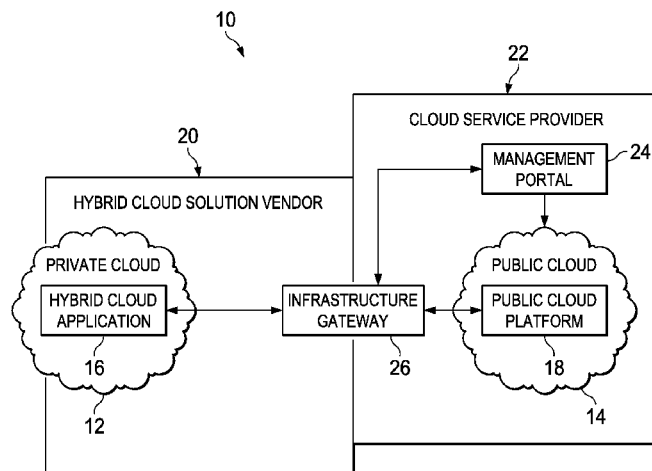 10
22
CLOUD SERVICE PROVIDER
20
MANAGEMENT
PORTAL
24
HYBRID CLOUD SOLUTION VENDOR
PRIVATE CLOUD
HYBRID CLOUD
APPLICATION
16
12
INFRASTRUCTURE
GATEWAY
26
PUBLIC CLOUD
PUBLIC CLOUD
PLATFORM
18
14